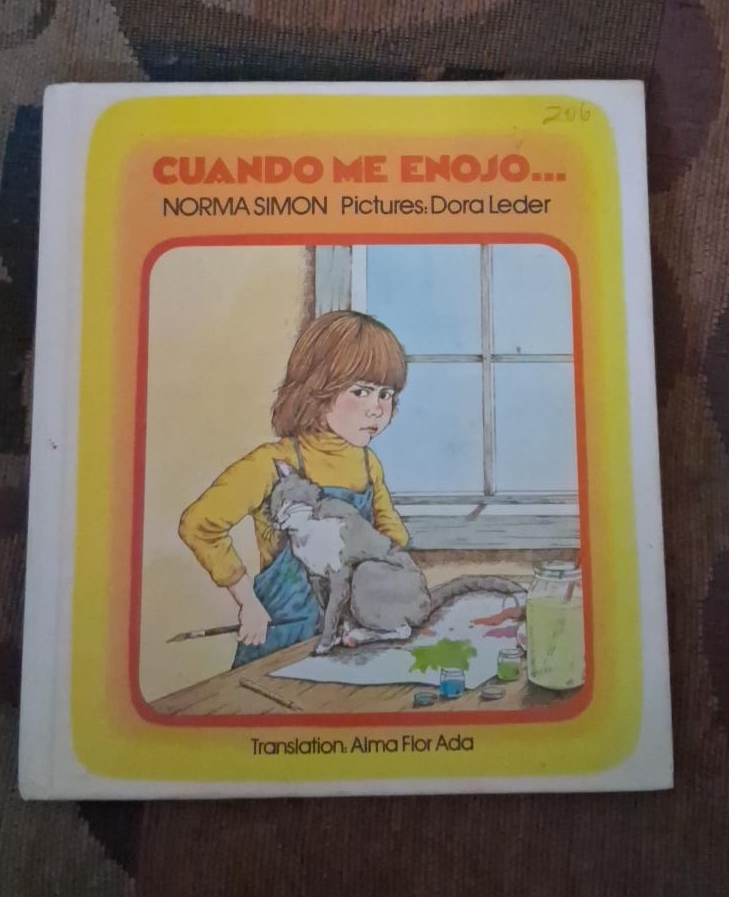 206
CUANDO ME ENOJO...
NORMA SIMON Pictures: Dora Leder
Translation: Alma Flor Ada